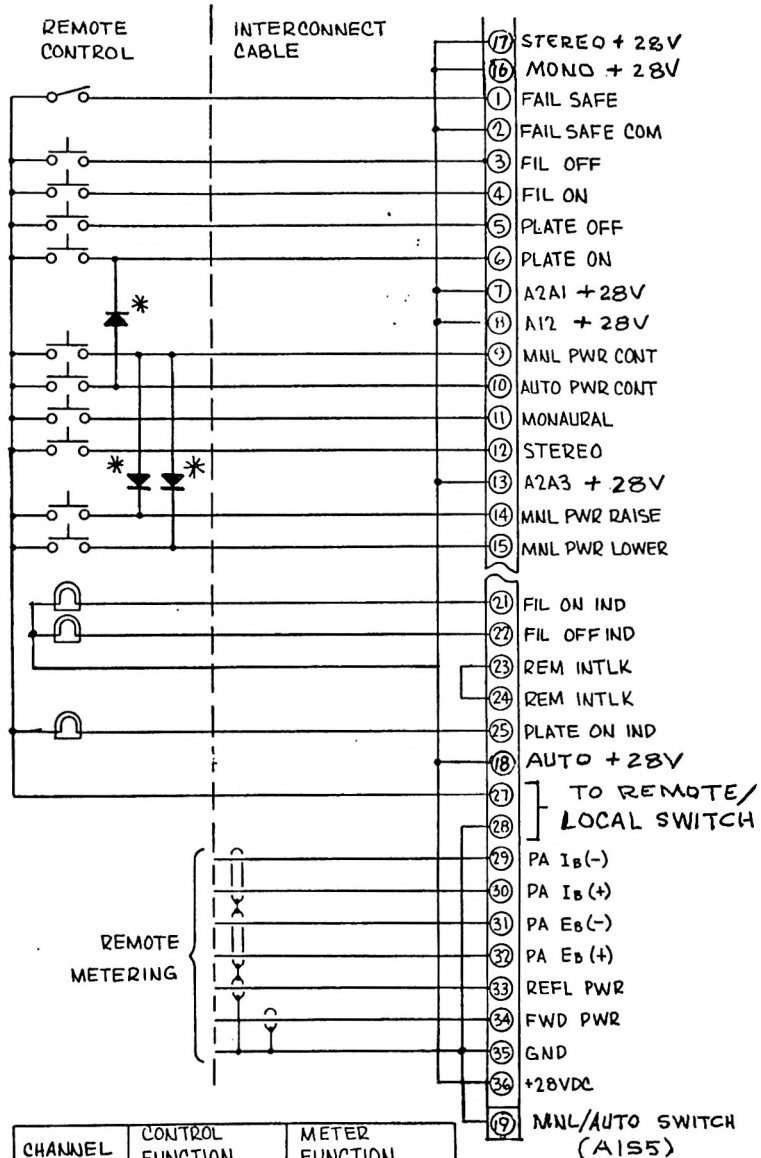 REMOTE CONTROL
INTERCONNECT CABLE
17 STEREO + 28V
16 MONO + 28V
1 FAIL SAFE
2 FAIL SAFE COM
3 FIL OFF
4 FIL ON
5 PLATE OFF
6 PLATE ON
*
7 A2A1 + 28V
8 A12 + 28V
9 MNL PWR CONT
10 AUTO PWR CONT
11 MONAURAL
12 STEREO
* *
13 A2A3 + 28V
14 MNL PWR RAISE
15 MNL PWR LOWER
21 FIL ON IND
22 FIL OFF IND
23 REM INTLK
24 REM INTLK
25 PLATE ON IND
18 AUTO + 28V
27 TO REMOTE/
28 LOCAL SWITCH
29 PA IB (-)
30 PA IB (+)
31 PA EB (-)
32 PA EB (+)
REMOTE METERING
33 REFL PWR
34 FWD PWR
35 GND
36 +28VDC
19 MNL/AUTO SWITCH
(A1S5)
CHANNEL
CONTROL FUNCTION
METER FUNCTION